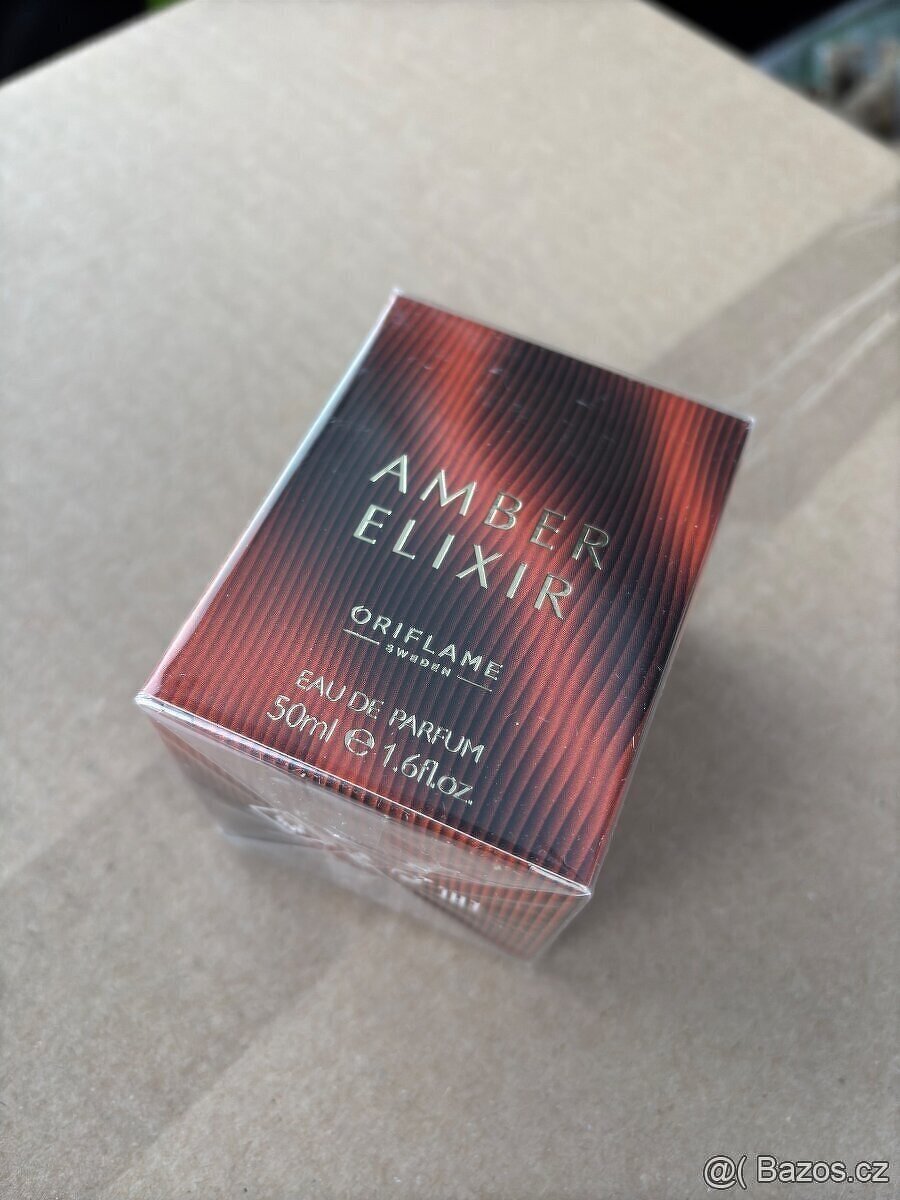 AMBER
ELIXIR
ORIFLAME
SWEDEN
EAU DE PARFUM
50ml ℮ 1.6fl.oz.
@( Bazos.cz